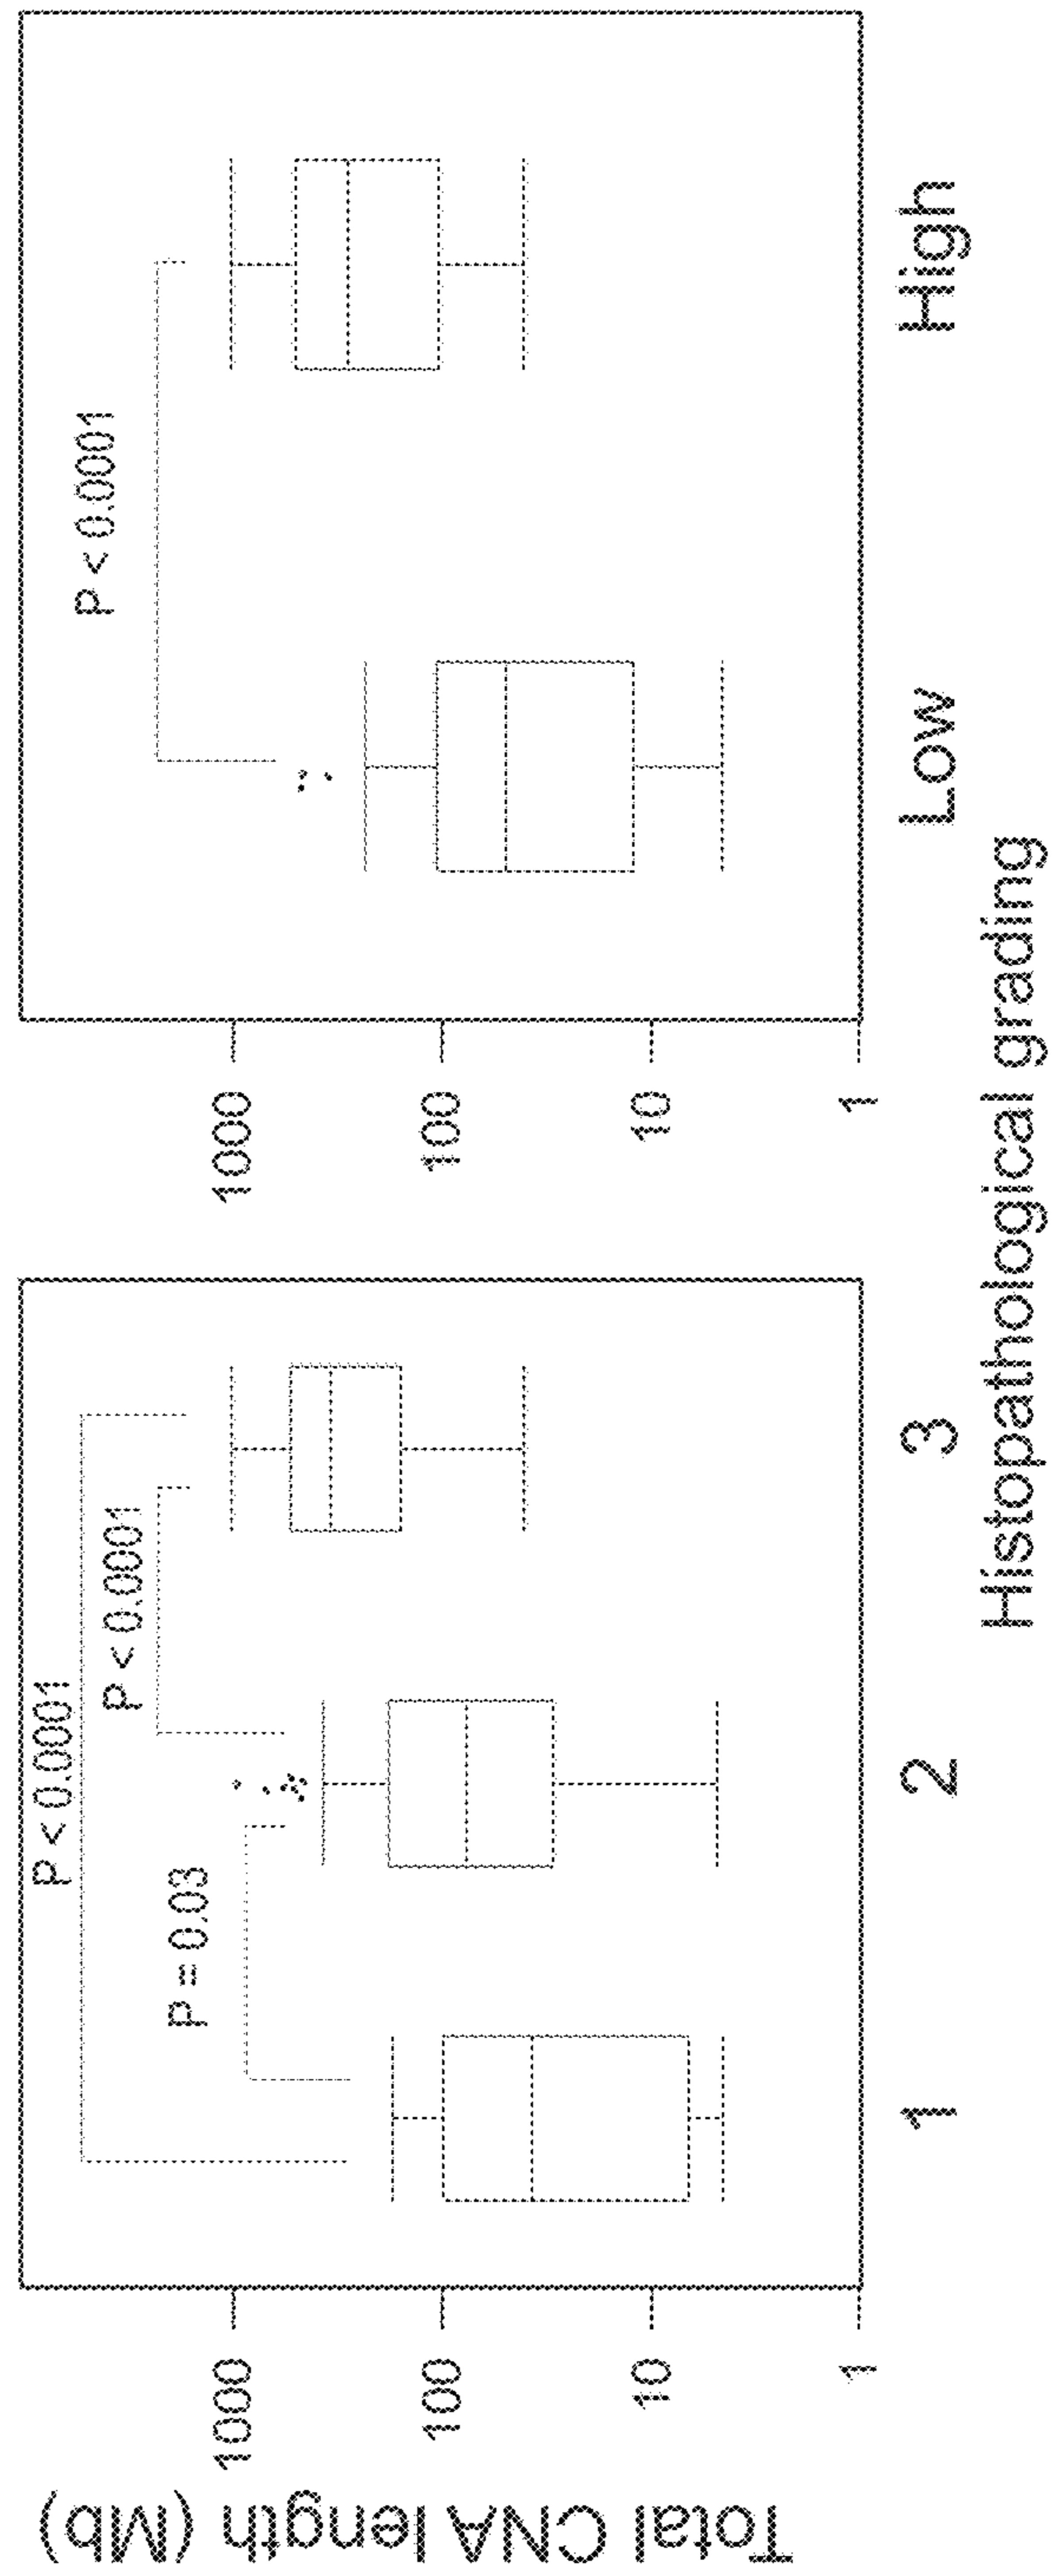 Total CNA length (Mb)
1000
100
10
1
P < 0.0001
P < 0.0001
P = 0.03
1
2
3
1000
100
10
1
P < 0.0001
Low
High
Histopathological grading